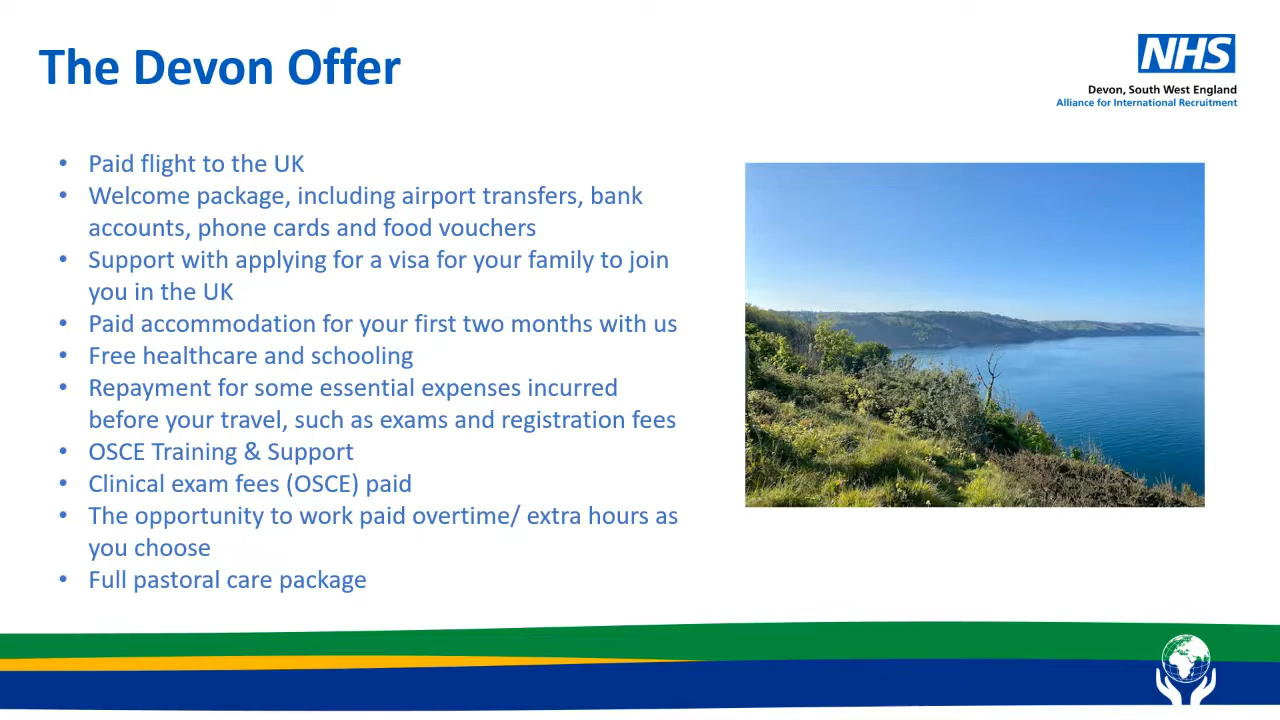 The Devon Offer
NHS
Devon, South West England
Alliance for International Recruitment
• Paid flight to the UK
• Welcome package, including airport transfers, bank
accounts, phone cards and food vouchers
• Support with applying for a visa for your family to join
you in the UK
• Paid accommodation for your first two months with us
• Free healthcare and schooling
• Repayment for some essential expenses incurred
before your travel, such as exams and registration fees
• OSCE Training & Support
• Clinical exam fees (OSCE) paid
• The opportunity to work paid overtime/ extra hours as
you choose
• Full pastoral care package